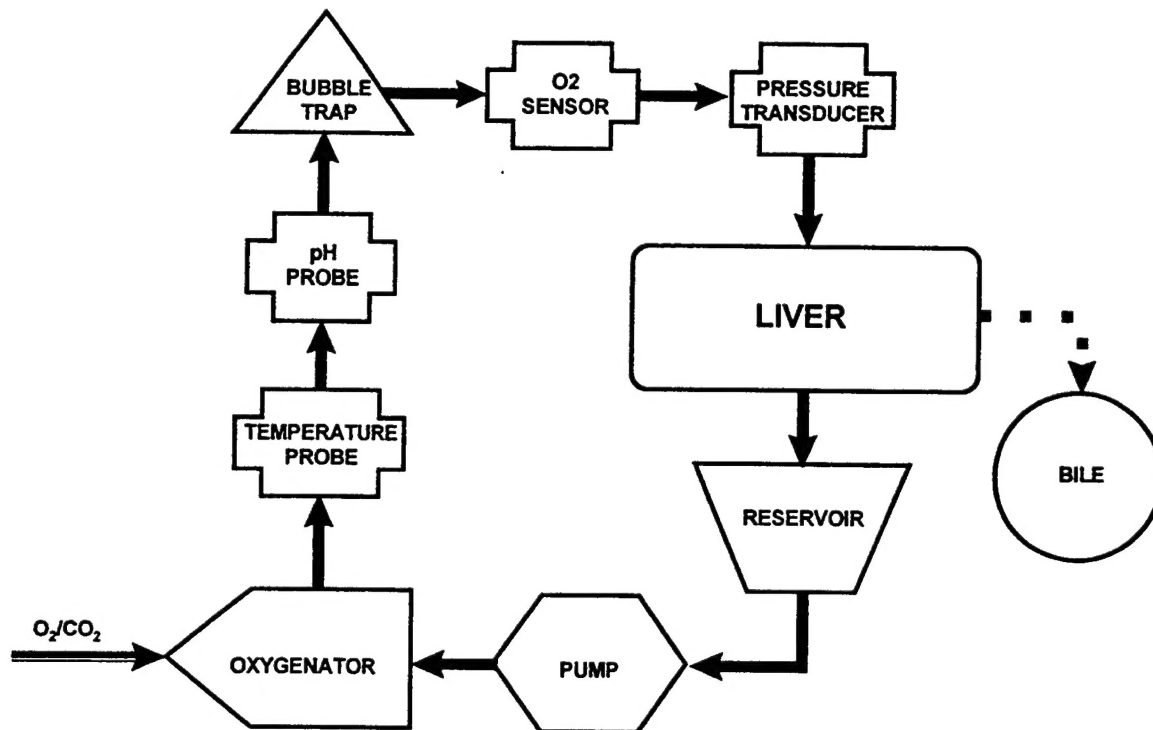 BUBBLE
TRAP
O2
SENSOR
PRESSURE
TRANSDUCER
pH
PROBE
LIVER
TEMPERATURE
PROBE
BILE
RESERVOIR
O₂/CO₂
OXYGENATOR
PUMP